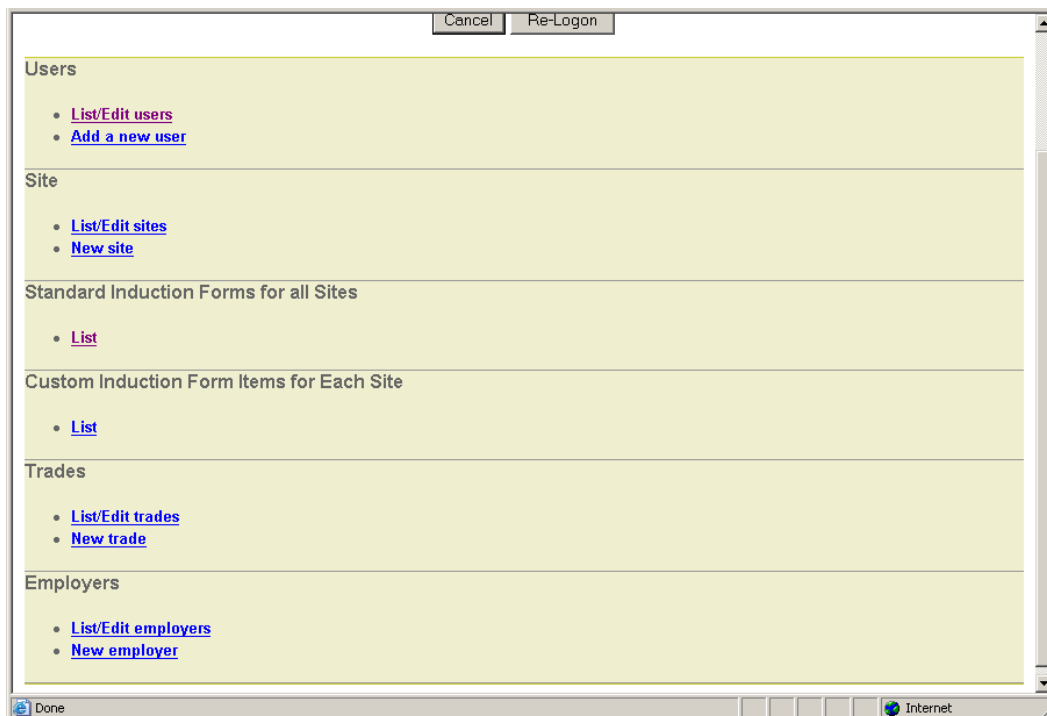 Cancel Re-Logon
Users
List/Edit users
Add a new user
Site
List/Edit sites
New site
Standard Induction Forms for all Sites
List
Custom Induction Form Items for Each Site
List
Trades
List/Edit trades
New trade
Employers
List/Edit employers
New employer
Done Internet